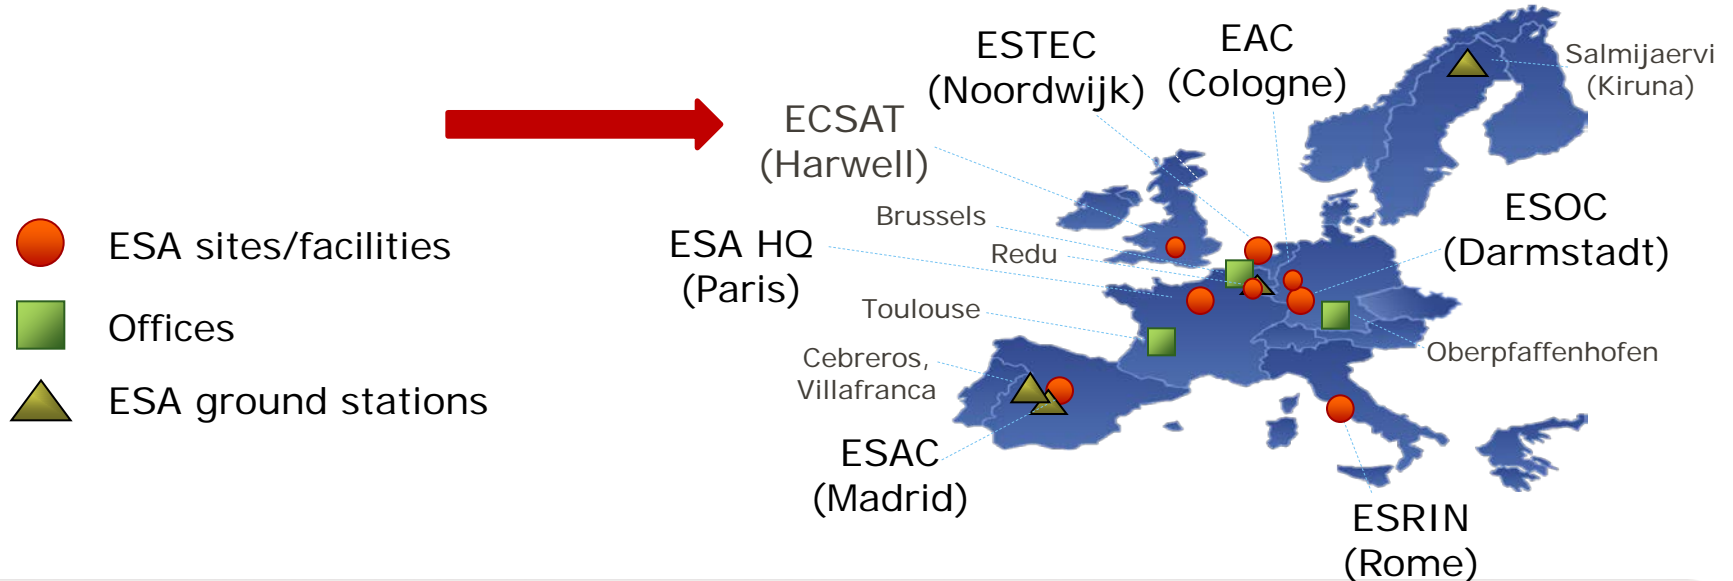 ESTEC
(Noordwijk)
EAC
(Cologne)
Salmijaervi
(Kiruna)
ECSAT
(Harwell)
Brussels
ESOC
(Darmstadt)
ESA HQ
(Paris)
Redu
ESA sites/facilities
Toulouse
Offices
Cebreros,
Villafranca
Oberpfaffenhofen
ESA ground stations
ESAC
(Madrid)
ESRIN
(Rome)